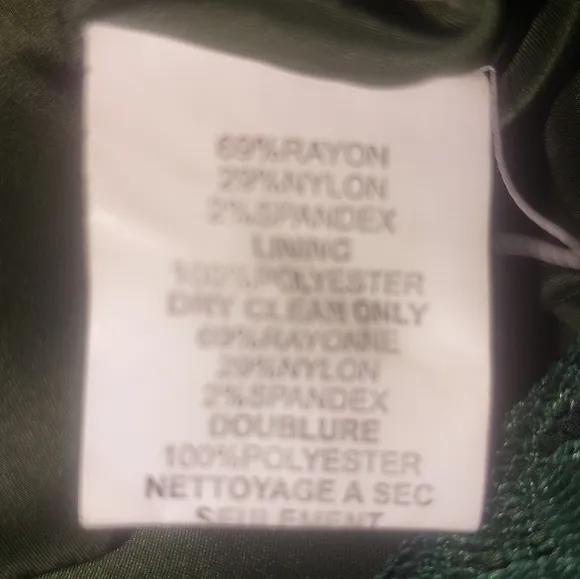 69%RAYON
29%NYLON
2%SPANDEX
LINING
100%POLYESTER
DRY CLEAN ONLY
69%RAYONNE
29%NYLON
2%SPANDEX
DOUBLURE
100%POLYESTER
NETTOYAGE A SEC
SEULEMENT